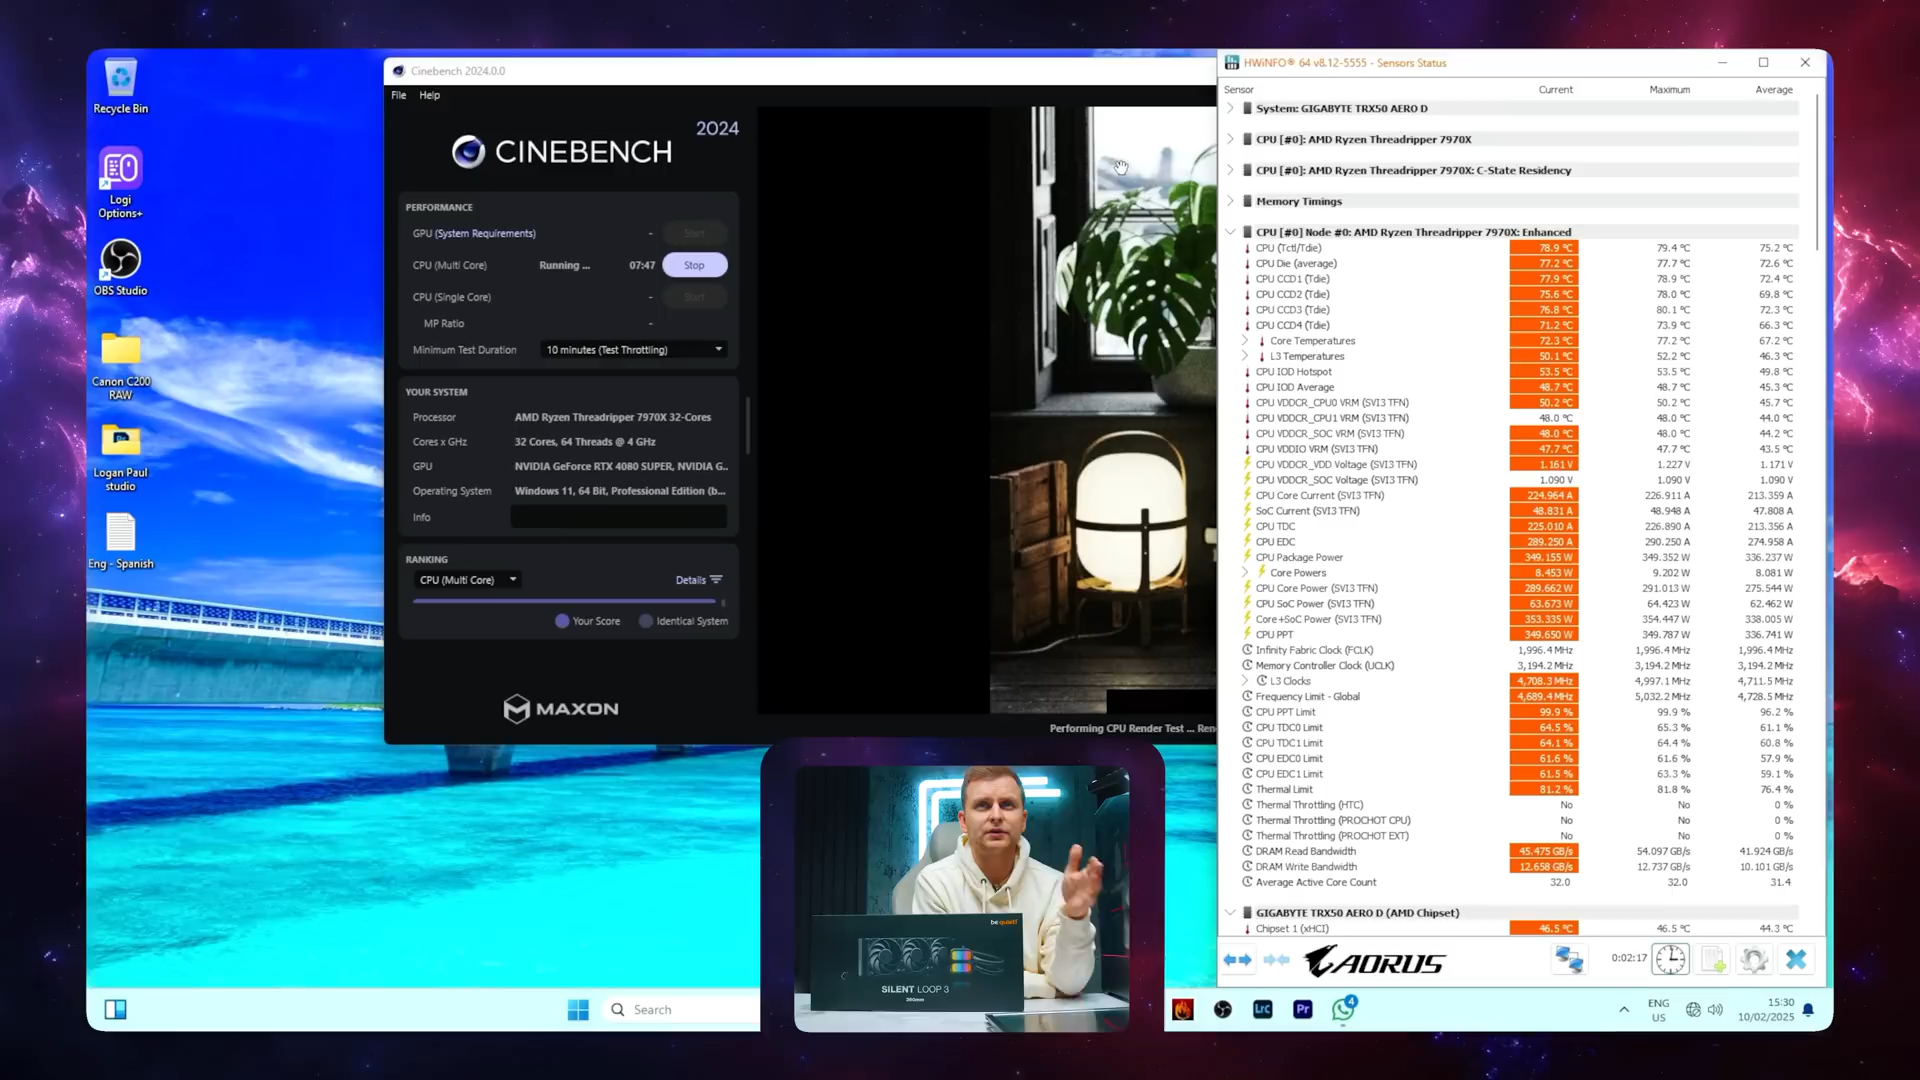 Recycle Bin
Logi
Options+
OBS Studio
Canon C200
RAW
Logan Paul
studio
Eng - Spanish
Cinebench 2024.0.0
File Help
CINEBENCH
2024
PERFORMANCE
GPU (System Requirements) - Start
CPU (Multi Core) Running ... 07:47 Stop
CPU (Single Core) - Start
MP Ratio -
Minimum Test Duration 10 minutes (Test Throttling)
YOUR SYSTEM
Processor AMD Ryzen Threadripper 7970X 32-Cores
Cores x GHz 32 Cores, 64 Threads @ 4 GHz
GPU NVIDIA GeForce RTX 4080 SUPER, NVIDIA G..
Operating System Windows 11, 64 Bit, Professional Edition (b...
Info
RANKING
CPU (Multi Core) Details
Your Score Identical System
MAXON
Performing CPU Render Test ... Ren
HWiNFO® 64 v8.12-5555 - Sensors Status
Sensor Current Maximum Average
System: GIGABYTE TRX50 AERO D
CPU [#0]: AMD Ryzen Threadripper 7970X
CPU [#0]: AMD Ryzen Threadripper 7970X: C-State Residency
Memory Timings
CPU [#0] Node #0: AMD Ryzen Threadripper 7970X: Enhanced
CPU (Tctl/Tdie) 78.9 °C 79.4 °C 75.2 °C
CPU Die (average) 77.2 °C 77.7 °C 72.6 °C
CPU CCD1 (Tdie) 77.9 °C 78.9 °C 72.4 °C
CPU CCD2 (Tdie) 75.6 °C 78.0 °C 69.8 °C
CPU CCD3 (Tdie) 76.8 °C 80.1 °C 72.3 °C
CPU CCD4 (Tdie) 71.2 °C 73.9 °C 66.3 °C
Core Temperatures 72.3 °C 77.2 °C 67.2 °C
L3 Temperatures 50.1 °C 52.2 °C 46.3 °C
CPU IOD Hotspot 53.5 °C 53.5 °C 49.8 °C
CPU IOD Average 48.7 °C 48.7 °C 45.3 °C
CPU VDDCR_CPU0 VRM (SVI3 TFN) 50.2 °C 50.2 °C 45.7 °C
CPU VDDCR_CPU1 VRM (SVI3 TFN) 48.0 °C 48.0 °C 44.0 °C
CPU VDDCR_SOC VRM (SVI3 TFN) 48.0 °C 48.0 °C 44.2 °C
CPU VDDIO VRM (SVI3 TFN) 47.7 °C 47.7 °C 43.5 °C
CPU VDDCR_VDD Voltage (SVI3 TFN) 1.161 V 1.227 V 1.171 V
CPU VDDCR_SOC Voltage (SVI3 TFN) 1.090 V 1.090 V 1.090 V
CPU Core Current (SVI3 TFN) 224.964 A 226.911 A 213.359 A
SoC Current (SVI3 TFN) 48.831 A 48.948 A 47.808 A
CPU TDC 225.010 A 226.890 A 213.356 A
CPU EDC 289.250 A 290.250 A 274.958 A
CPU Package Power 349.155 W 349.352 W 336.237 W
Core Powers 8.453 W 9.202 W 8.081 W
CPU Core Power (SVI3 TFN) 289.662 W 291.013 W 275.544 W
CPU SoC Power (SVI3 TFN) 63.673 W 64.423 W 62.462 W
Core+SoC Power (SVI3 TFN) 353.335 W 354.447 W 338.005 W
CPU PPT 349.650 W 349.787 W 336.741 W
Infinity Fabric Clock (FCLK) 1,996.4 MHz 1,996.4 MHz 1,996.4 MHz
Memory Controller Clock (UCLK) 3,194.2 MHz 3,194.2 MHz 3,194.2 MHz
L3 Clocks 4,708.3 MHz 4,997.1 MHz 4,711.5 MHz
Frequency Limit - Global 4,689.4 MHz 5,032.2 MHz 4,728.5 MHz
CPU PPT Limit 99.9 % 99.9 % 96.2 %
CPU TDC0 Limit 64.5 % 65.3 % 61.1 %
CPU TDC1 Limit 64.1 % 64.4 % 60.8 %
CPU EDC0 Limit 61.6 % 61.6 % 57.9 %
CPU EDC1 Limit 61.5 % 63.3 % 59.1 %
Thermal Limit 81.2 % 81.8 % 76.4 %
Thermal Throttling (HTC) No No 0 %
Thermal Throttling (PROCHOT CPU) No No 0 %
Thermal Throttling (PROCHOT EXT) No No 0 %
DRAM Read Bandwidth 45.475 GB/s 54.097 GB/s 41.924 GB/s
DRAM Write Bandwidth 12.658 GB/s 12.737 GB/s 10.101 GB/s
Average Active Core Count 32.0 32.0 31.4
GIGABYTE TRX50 AERO D (AMD Chipset)
Chipset 1 (xHCI) 46.5 °C 46.5 °C 44.3 °C
AORUS 0:02:17
be quiet!
SILENT LOOP 3
360mm
Search
LrC Pr 4
ENG
US
15:30
10/02/2025